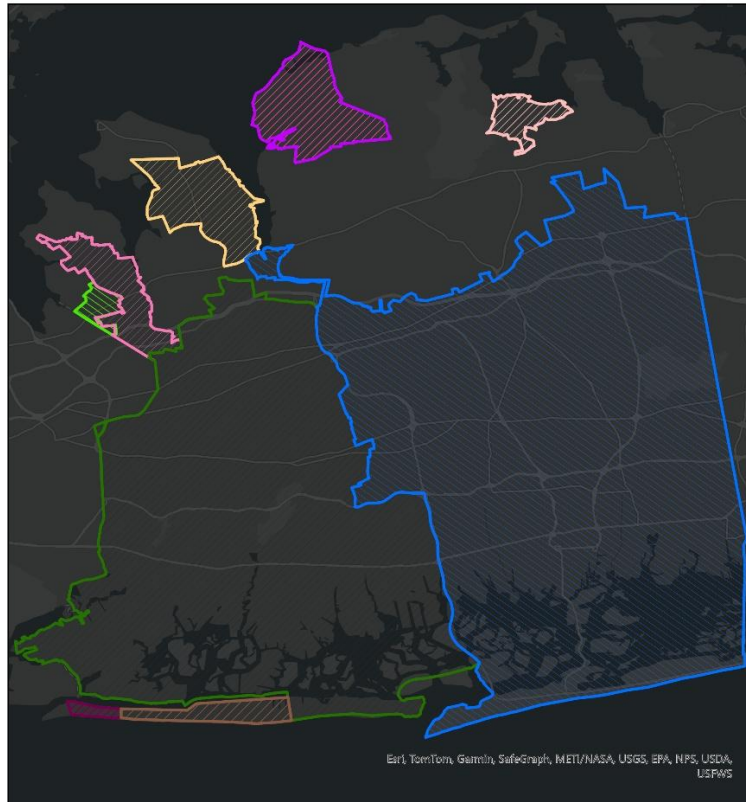 Esri, TomTom, Garmin, SafeGraph, METI/NASA, USGS, EPA, NPS, USDA,
USFWS